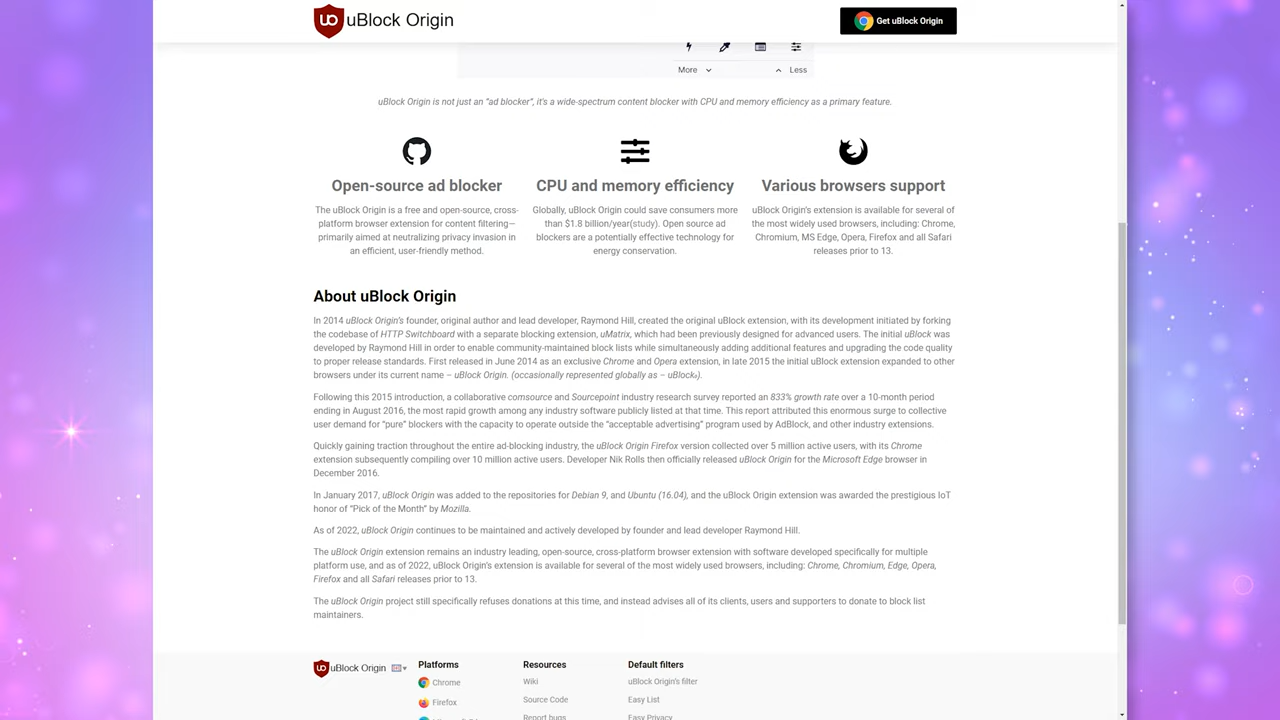 uBlock Origin
Get uBlock Origin
More
Less
uBlock Origin is not just an “ad blocker“, it’s a wide-spectrum content blocker with CPU and memory efficiency as a primary feature.
Open-source ad blocker
The uBlock Origin is a free and open-source, cross-
platform browser extension for content filtering—
primarily aimed at neutralizing privacy invasion in
an efficient, user-friendly method.
CPU and memory efficiency
Globally, uBlock Origin could save consumers more
than $1.8 billion/year(study). Open source ad
blockers are a potentially effective technology for
energy conservation.
Various browsers support
uBlock Origin’s extension is available for several of
the most widely used browsers, including: Chrome,
Chromium, MS Edge, Opera, Firefox and all Safari
releases prior to 13.
About uBlock Origin
In 2014 uBlock Origin’s founder, original author and lead developer, Raymond Hill, created the original uBlock extension, with its development initiated by forking
the codebase of HTTP Switchboard with a separate blocking extension, uMatrix, which had been previously designed for advanced users. The initial uBlock was
developed by Raymond Hill in order to enable community-maintained block lists while simultaneously adding additional features and upgrading the code quality
to proper release standards. First released in June 2014 as an exclusive Chrome and Opera extension, in late 2015 the initial uBlock extension expanded to other
browsers under its current name – uBlock Origin. (occasionally represented globally as – uBlock₀).
Following this 2015 introduction, a collaborative comsource and Sourcepoint industry research survey reported an 833% growth rate over a 10-month period
ending in August 2016, the most rapid growth among any industry software publicly listed at that time. This report attributed this enormous surge to collective
user demand for “pure” blockers with the capacity to operate outside the “acceptable advertising” program used by AdBlock, and other industry extensions.
Quickly gaining traction throughout the entire ad-blocking industry, the uBlock Origin Firefox version collected over 5 million active users, with its Chrome
extension subsequently compiling over 10 million active users. Developer Nik Rolls then officially released uBlock Origin for the Microsoft Edge browser in
December 2016.
In January 2017, uBlock Origin was added to the repositories for Debian 9, and Ubuntu (16.04), and the uBlock Origin extension was awarded the prestigious IoT
honor of “Pick of the Month” by Mozilla.
As of 2022, uBlock Origin continues to be maintained and actively developed by founder and lead developer Raymond Hill.
The uBlock Origin extension remains an industry leading, open-source, cross-platform browser extension with software developed specifically for multiple
platform use, and as of 2022, uBlock Origin’s extension is available for several of the most widely used browsers, including: Chrome, Chromium, Edge, Opera,
Firefox and all Safari releases prior to 13.
The uBlock Origin project still specifically refuses donations at this time, and instead advises all of its clients, users and supporters to donate to block list
maintainers.
uBlock Origin
Platforms
Chrome
Firefox
Resources
Wiki
Source Code
Report bugs
Default filters
uBlock Origin’s filter
Easy List
Easy Privacy